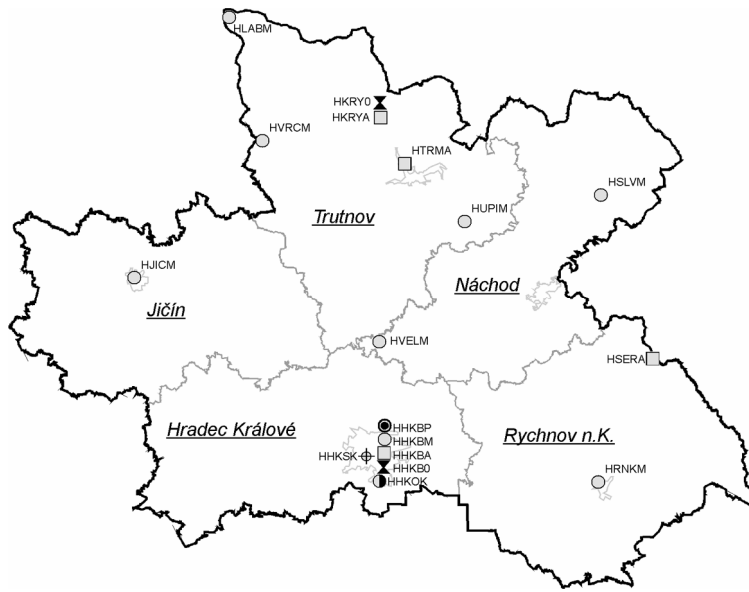 HLABM
HKRY0
HKRYA
HVRCM
HTRMA
HSLVM
HUPIM
Trutnov
HJICM
Náchod
Jičín
HVELM
HSERA
Hradec Králové
HHKBP
Rychnov n.K.
HHKBM
HHKSK
HHKBA
HHKB0
HHKOK
HRNKM